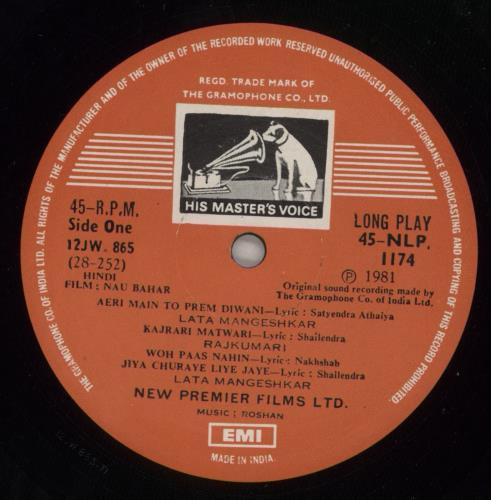 ALL RIGHTS OF THE MANUFACTURER AND OF THE OWNER OF THE RECORDED WORK RESERVED UNAUTHORISED PUBLIC PERFORMANCE BROADCASTING AND COPYING OF THIS RECORD PROHIBITED.
THE GRAMOPHONE CO. OF INDIA LTD.
REGD. TRADE MARK OF
THE GRAMOPHONE CO., LTD.
HIS MASTER'S VOICE
45-R.P.M.
Side One
12JW. 865
(28-252)
HINDI
FILM : NAU BAHAR
LONG PLAY
45-NLP.
1174
Ⓟ 1981
Original sound recording made by
The Gramophone Co. of India Ltd.
AERI MAIN TO PREM DIWANI—Lyric : Satyendra Athaiya
LATA MANGESHKAR
KAJRARI MATWARI—Lyric : Shailendra
RAJKUMARI
WOH PAAS NAHIN—Lyric : Nakhshab
JIYA CHURAYE LIYE JAYE—Lyric : Shailendra
LATA MANGESHKAR
NEW PREMIER FILMS LTD.
MUSIC : ROSHAN
EMI
MADE IN INDIA.